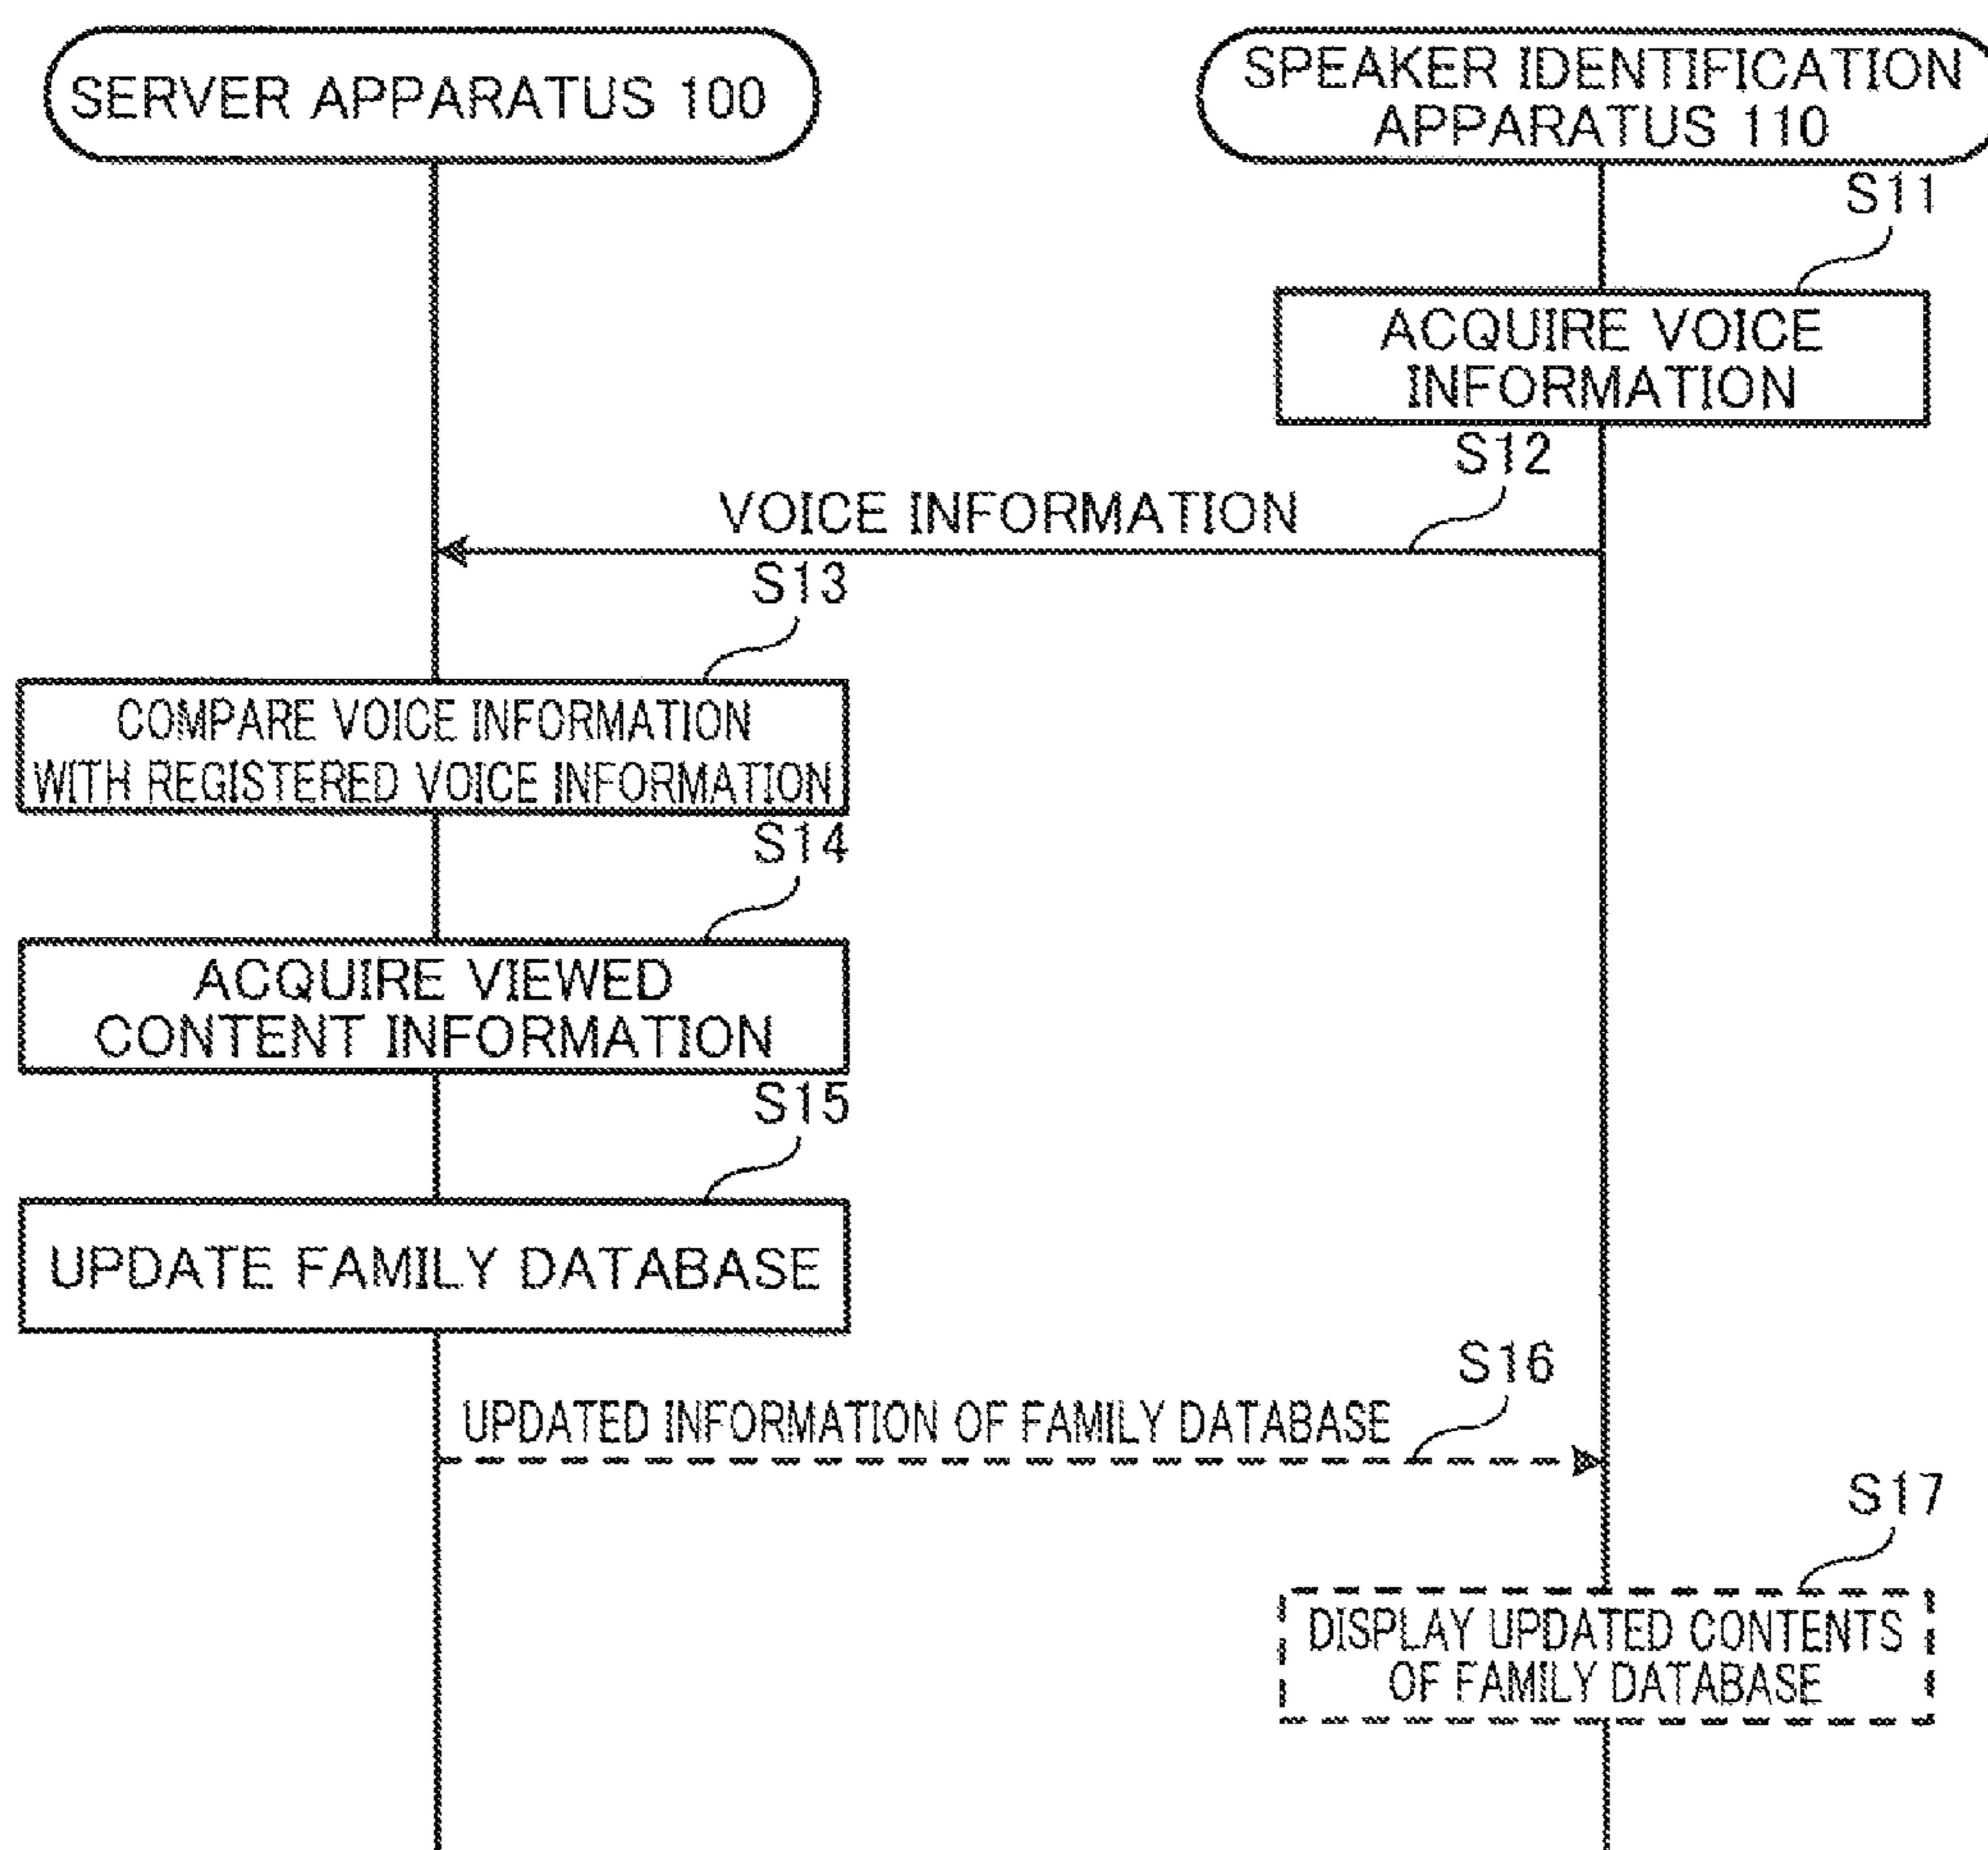 SERVER APPARATUS 100
SPEAKER IDENTIFICATION
APPARATUS 110
S11
ACQUIRE VOICE
INFORMATION
S12
VOICE INFORMATION
S13
COMPARE VOICE INFORMATION
WITH REGISTERED VOICE INFORMATION
S14
ACQUIRE VIEWED
CONTENT INFORMATION
S15
UPDATE FAMILY DATABASE
S16
UPDATED INFORMATION OF FAMILY DATABASE
S17
DISPLAY UPDATED CONTENTS
OF FAMILY DATABASE